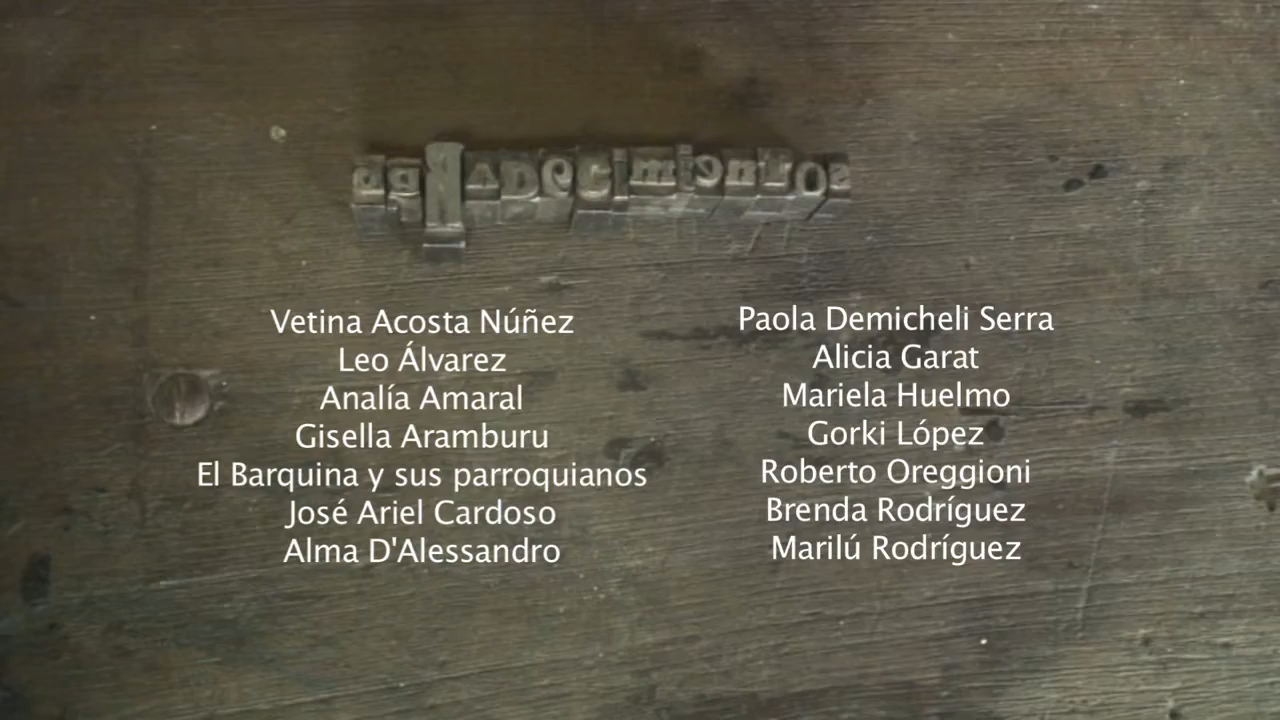 agRADecimientOs
Vetina Acosta Núñez
Leo Álvarez
Analía Amaral
Gisella Aramburu
El Barquina y sus parroquianos
José Ariel Cardoso
Alma D'Alessandro
Paola Demicheli Serra
Alicia Garat
Mariela Huelmo
Gorki López
Roberto Oreggioni
Brenda Rodríguez
Marilú Rodríguez